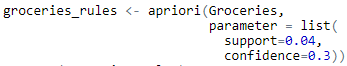 groceries_rules <- apriori(Groceries,
parameter = list(
support=0.04,
confidence=0.3))